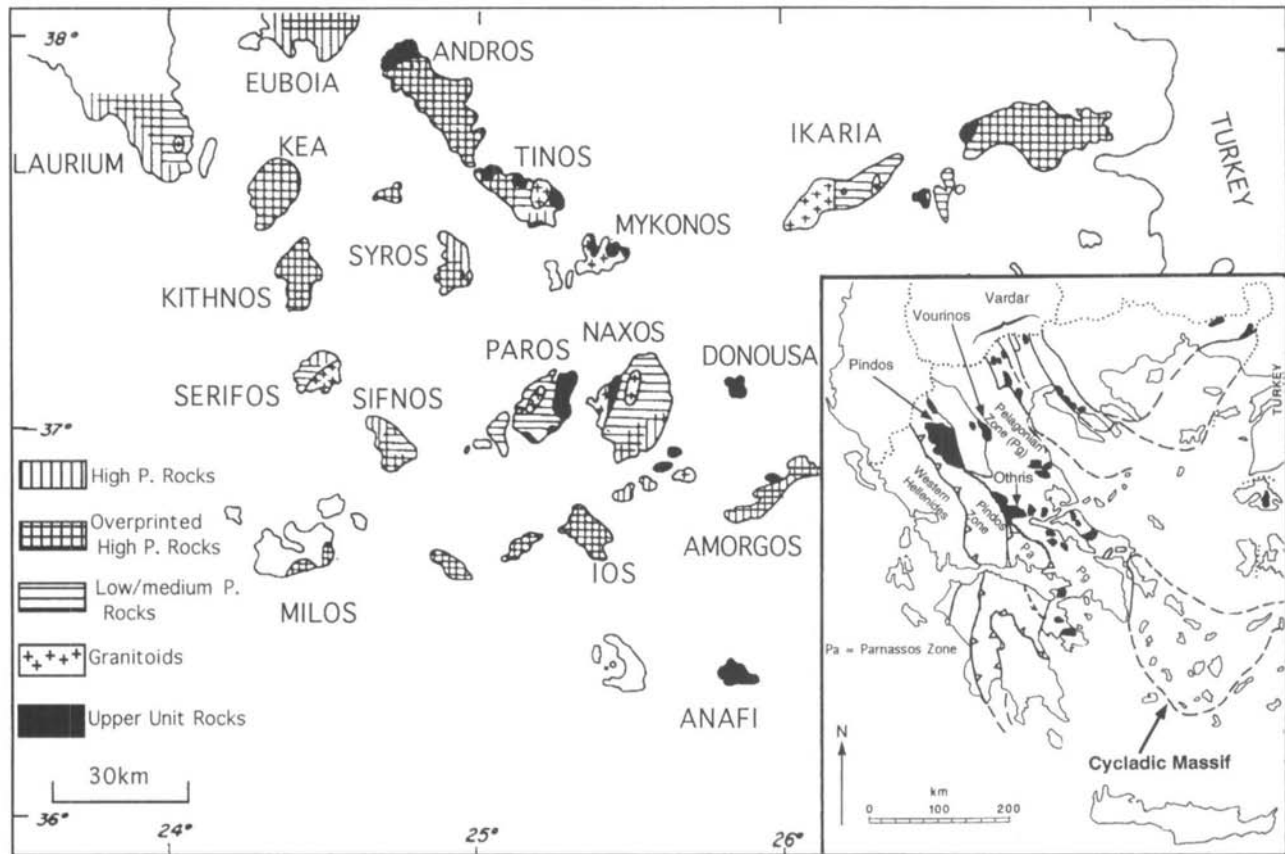 38°
EUBOIA
ANDROS
LAURIUM
KEA
TINOS
IKARIA
TURKEY
SYROS
MYKONOS
KITHNOS
PAROS
NAXOS
DONOUSA
SERIFOS
SIFNOS
37°
High P. Rocks
Overprinted
High P. Rocks
Low/medium P.
Rocks
Granitoids
Upper Unit Rocks
MILOS
IOS
AMORGOS
ANAFI
30km
36°
24°
25°
26°
Vardar
Vourinos
Pindos
TURKEY
Pelagonian
Zone (Pg)
Othris
Western
Hellenides
Pindos
Zone
Pa
Pg
Pa = Parnassos Zone
N
Cycladic Massif
km
0 100 200